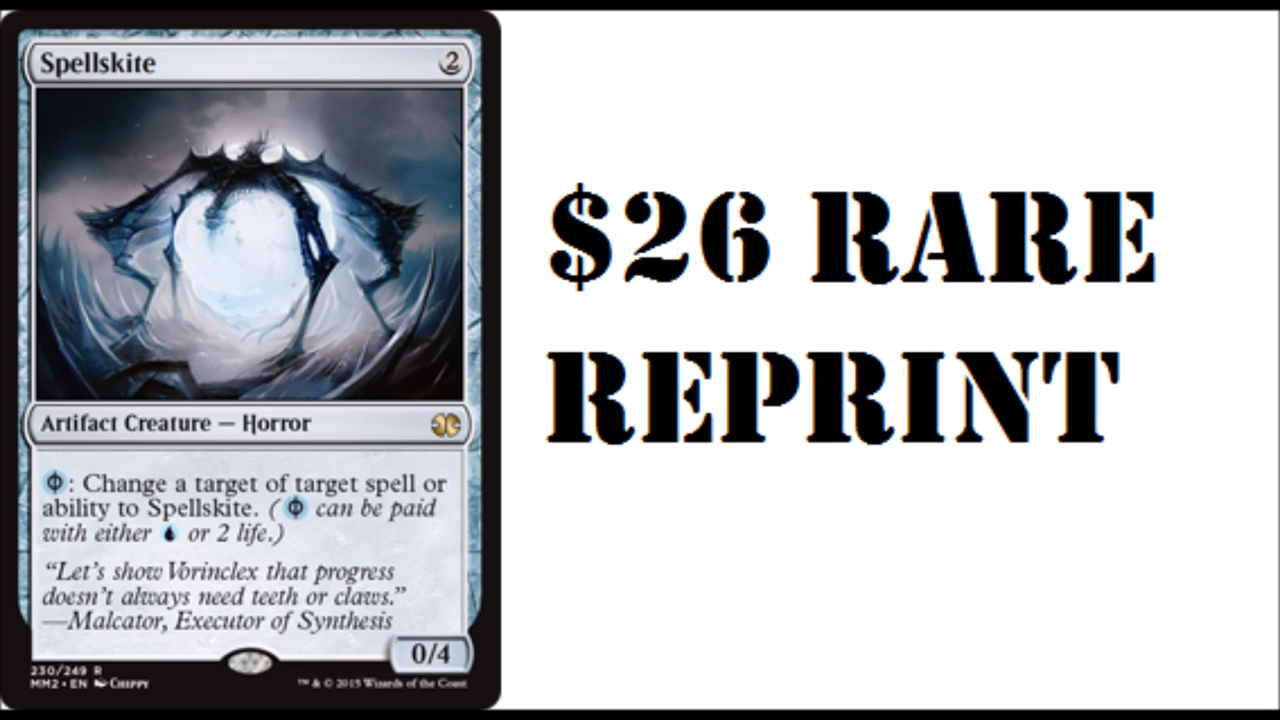 Spellskite 2
$26 RARE
REPRINT
Artifact Creature — Horror
: Change a target of target spell or
ability to Spellskite. ( can be paid
with either or 2 life.)
“Let’s show Vorinclex that progress
doesn’t always need teeth or claws.”
—Malcator, Executor of Synthesis
0/4
230/249 R
MM2 • EN Chippy
™ & © 2015 Wizards of the Coast